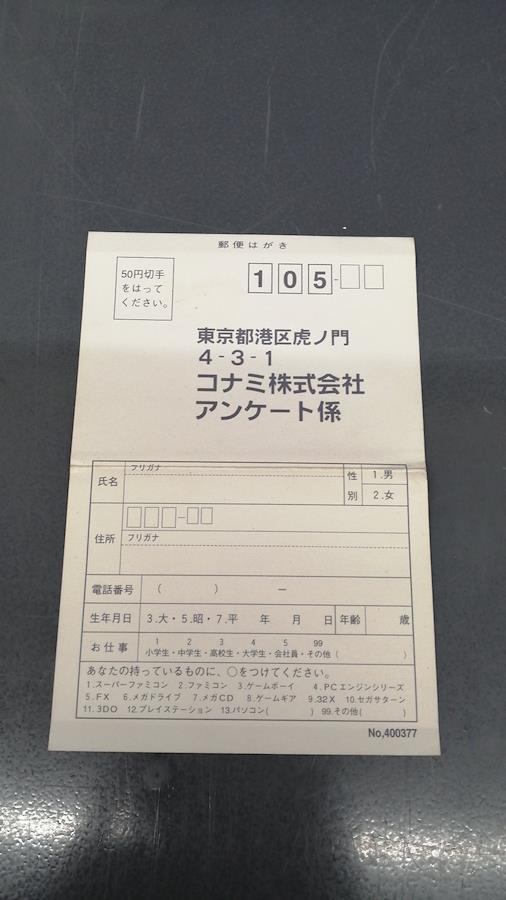 郵便はがき
50円切手
をはって
ください。
105-
東京都港区虎ノ門
4-3-1
コナミ株式会社
アンケート係
フリガナ
氏名
性別
1.男
2.女
住所
フリガナ
電話番号 ( ) ー
生年月日 3.大・5.昭・7.平 年 月 日 年齢 歳
お仕事
1 2 3 4 5 99
小学生・中学生・高校生・大学生・会社員・その他( )
あなたの持っているものに、○をつけてください。
1.スーパーファミコン 2.ファミコン 3.ゲームボーイ 4.PCエンジンシリーズ
5.FX 6.メガドライブ 7.メガCD 8.ゲームギア 9.32X 10.セガサターン
11.3DO 12.プレイステーション 13.パソコン( ) 99.その他( )
No,400377